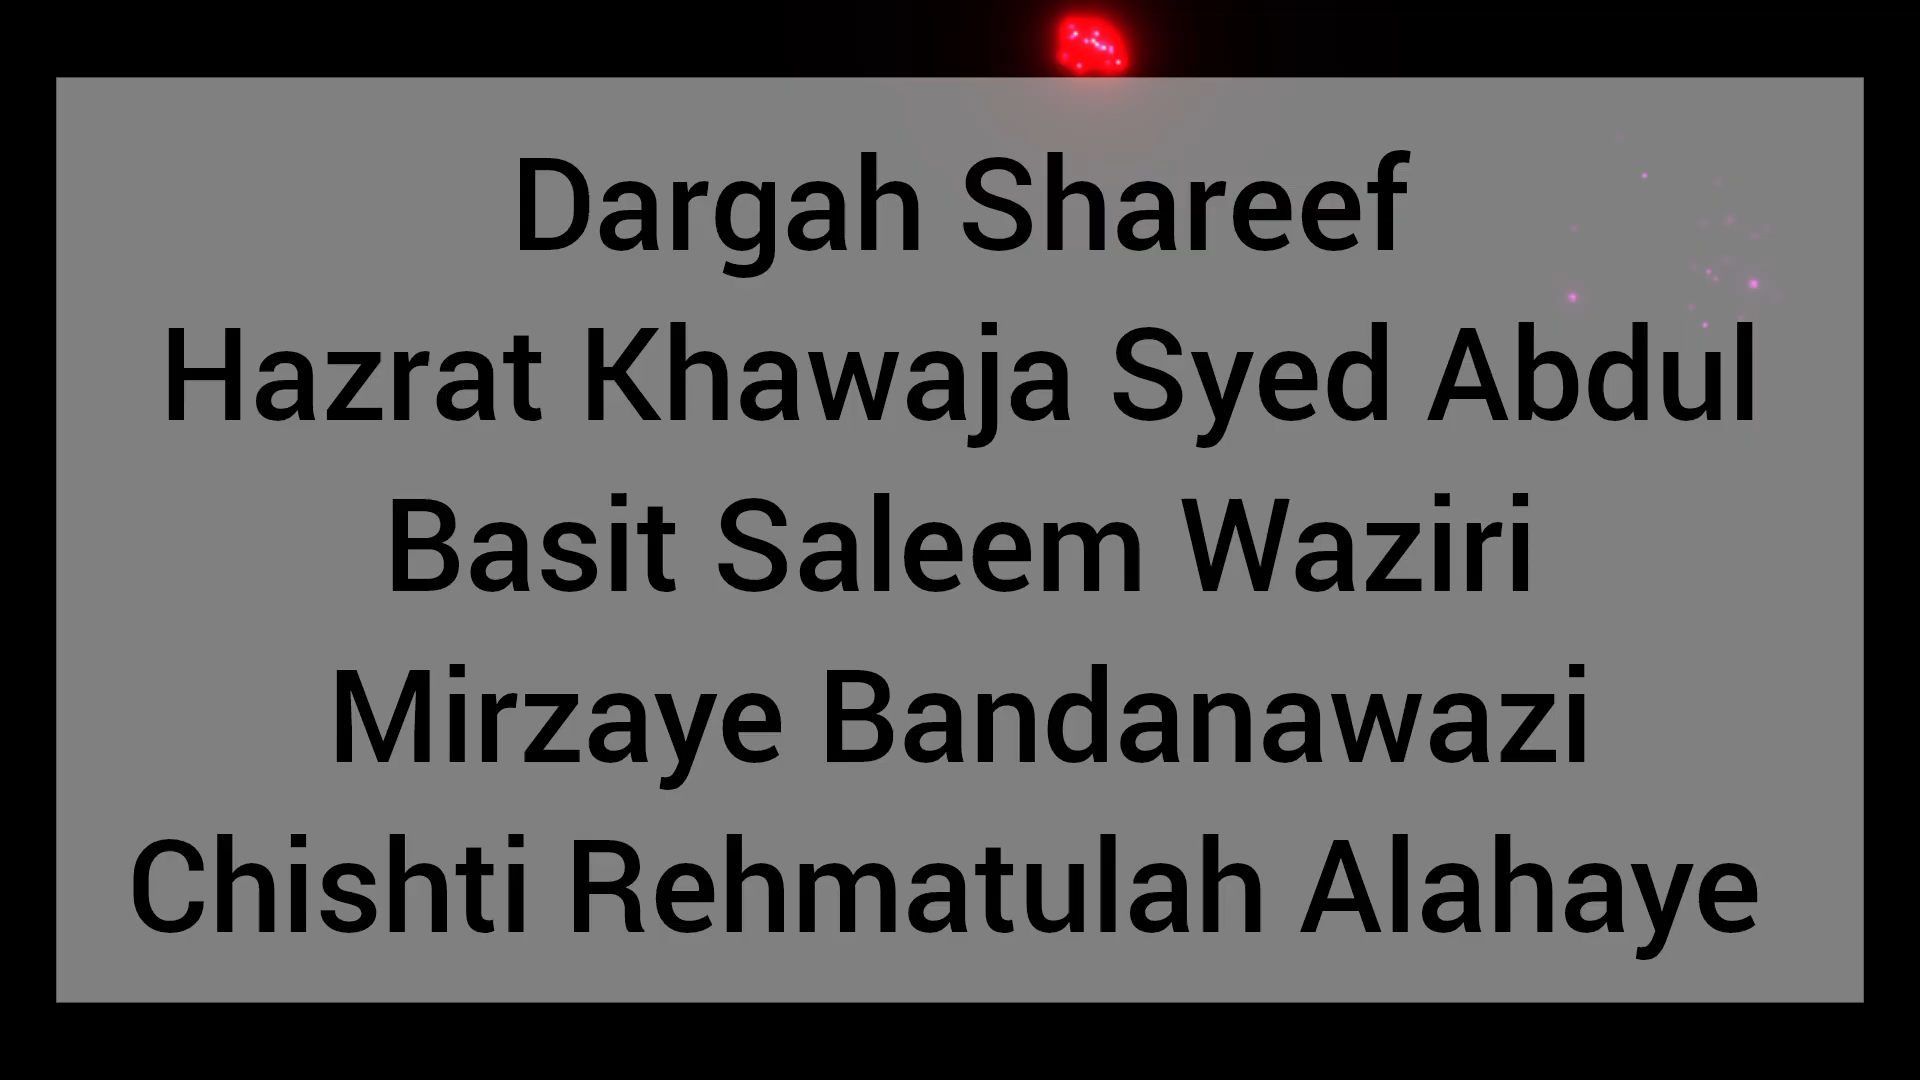 Dargah Shareef
Hazrat Khawaja Syed Abdul
Basit Saleem Waziri
Mirzaye Bandanawazi
Chishti Rehmatulah Alahaye